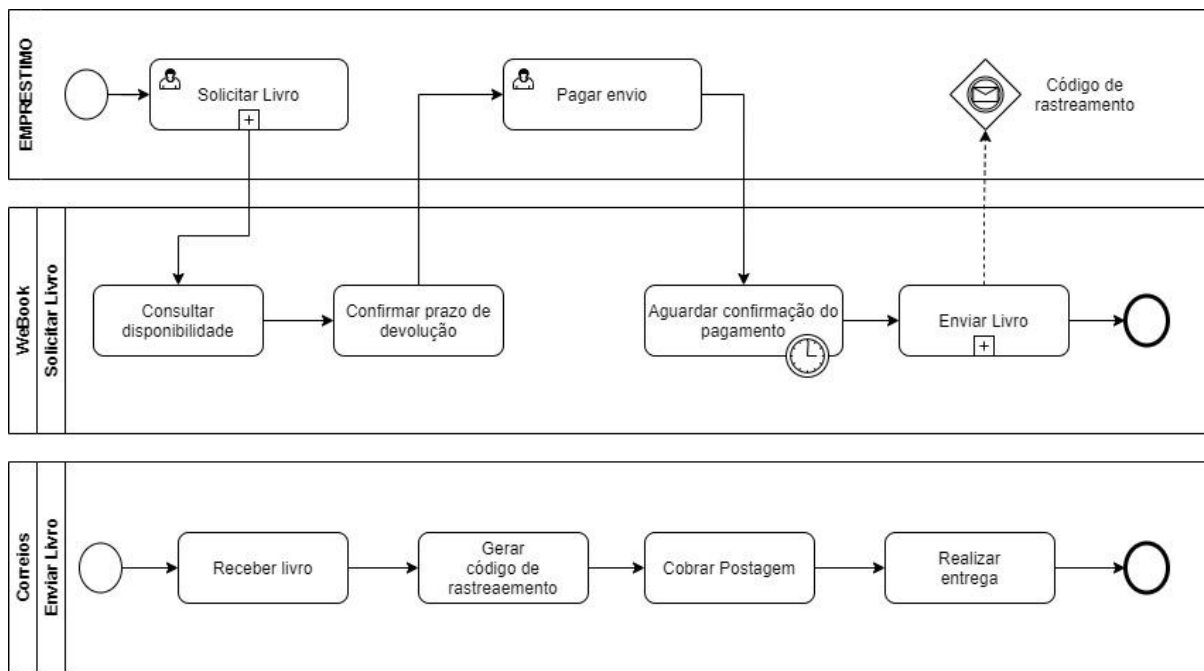 EMPRESTIMO
Solicitar Livro
Pagar envio
Código de
rastreamento
WeBook
Solicitar Livro
Consultar
disponibilidade
Confirmar prazo de
devolução
Aguardar confirmação do
pagamento
Enviar Livro
Correios
Enviar Livro
Receber livro
Gerar
código de
rastreaemento
Cobrar Postagem
Realizar
entrega